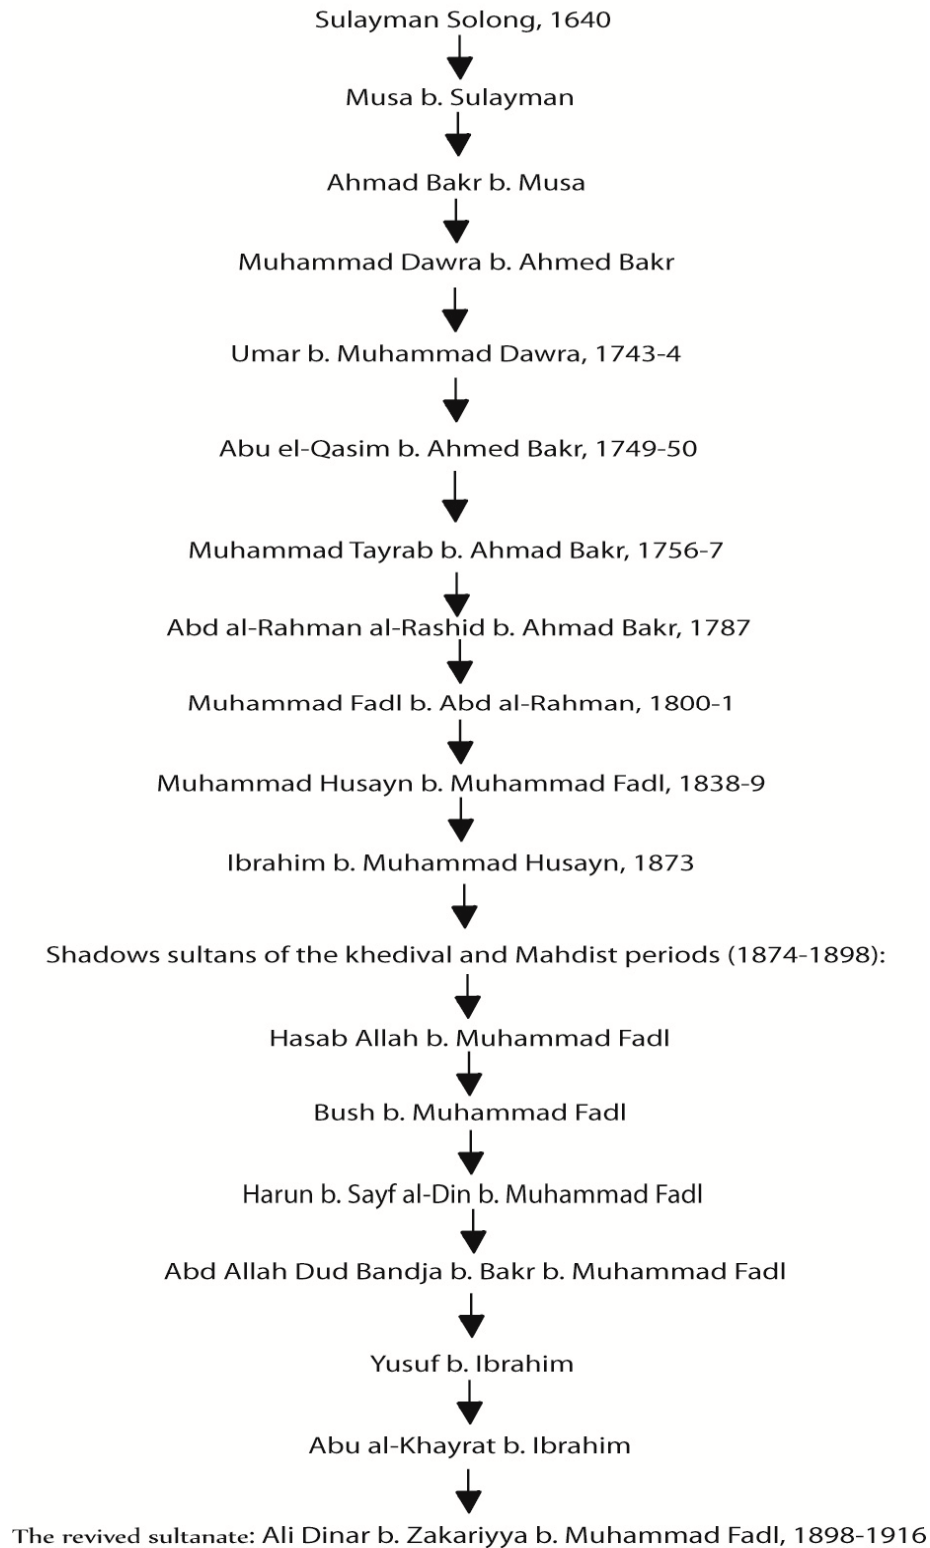 Sulayman Solong, 1640
Musa b. Sulayman
Ahmad Bakr b. Musa
Muhammad Dawra b. Ahmed Bakr
Umar b. Muhammad Dawra, 1743-4
Abu el-Qasim b. Ahmed Bakr, 1749-50
Muhammad Tayrab b. Ahmad Bakr, 1756-7
Abd al-Rahman al-Rashid b. Ahmad Bakr, 1787
Muhammad Fadl b. Abd al-Rahman, 1800-1
Muhammad Husayn b. Muhammad Fadl, 1838-9
Ibrahim b. Muhammad Husayn, 1873
Shadows sultans of the khedival and Mahdist periods (1874-1898):
Hasab Allah b. Muhammad Fadl
Bush b. Muhammad Fadl
Harun b. Sayf al-Din b. Muhammad Fadl
Abd Allah Dud Bandja b. Bakr b. Muhammad Fadl
Yusuf b. Ibrahim
Abu al-Khayrat b. Ibrahim
The revived sultanate: Ali Dinar b. Zakariyya b. Muhammad Fadl, 1898-1916